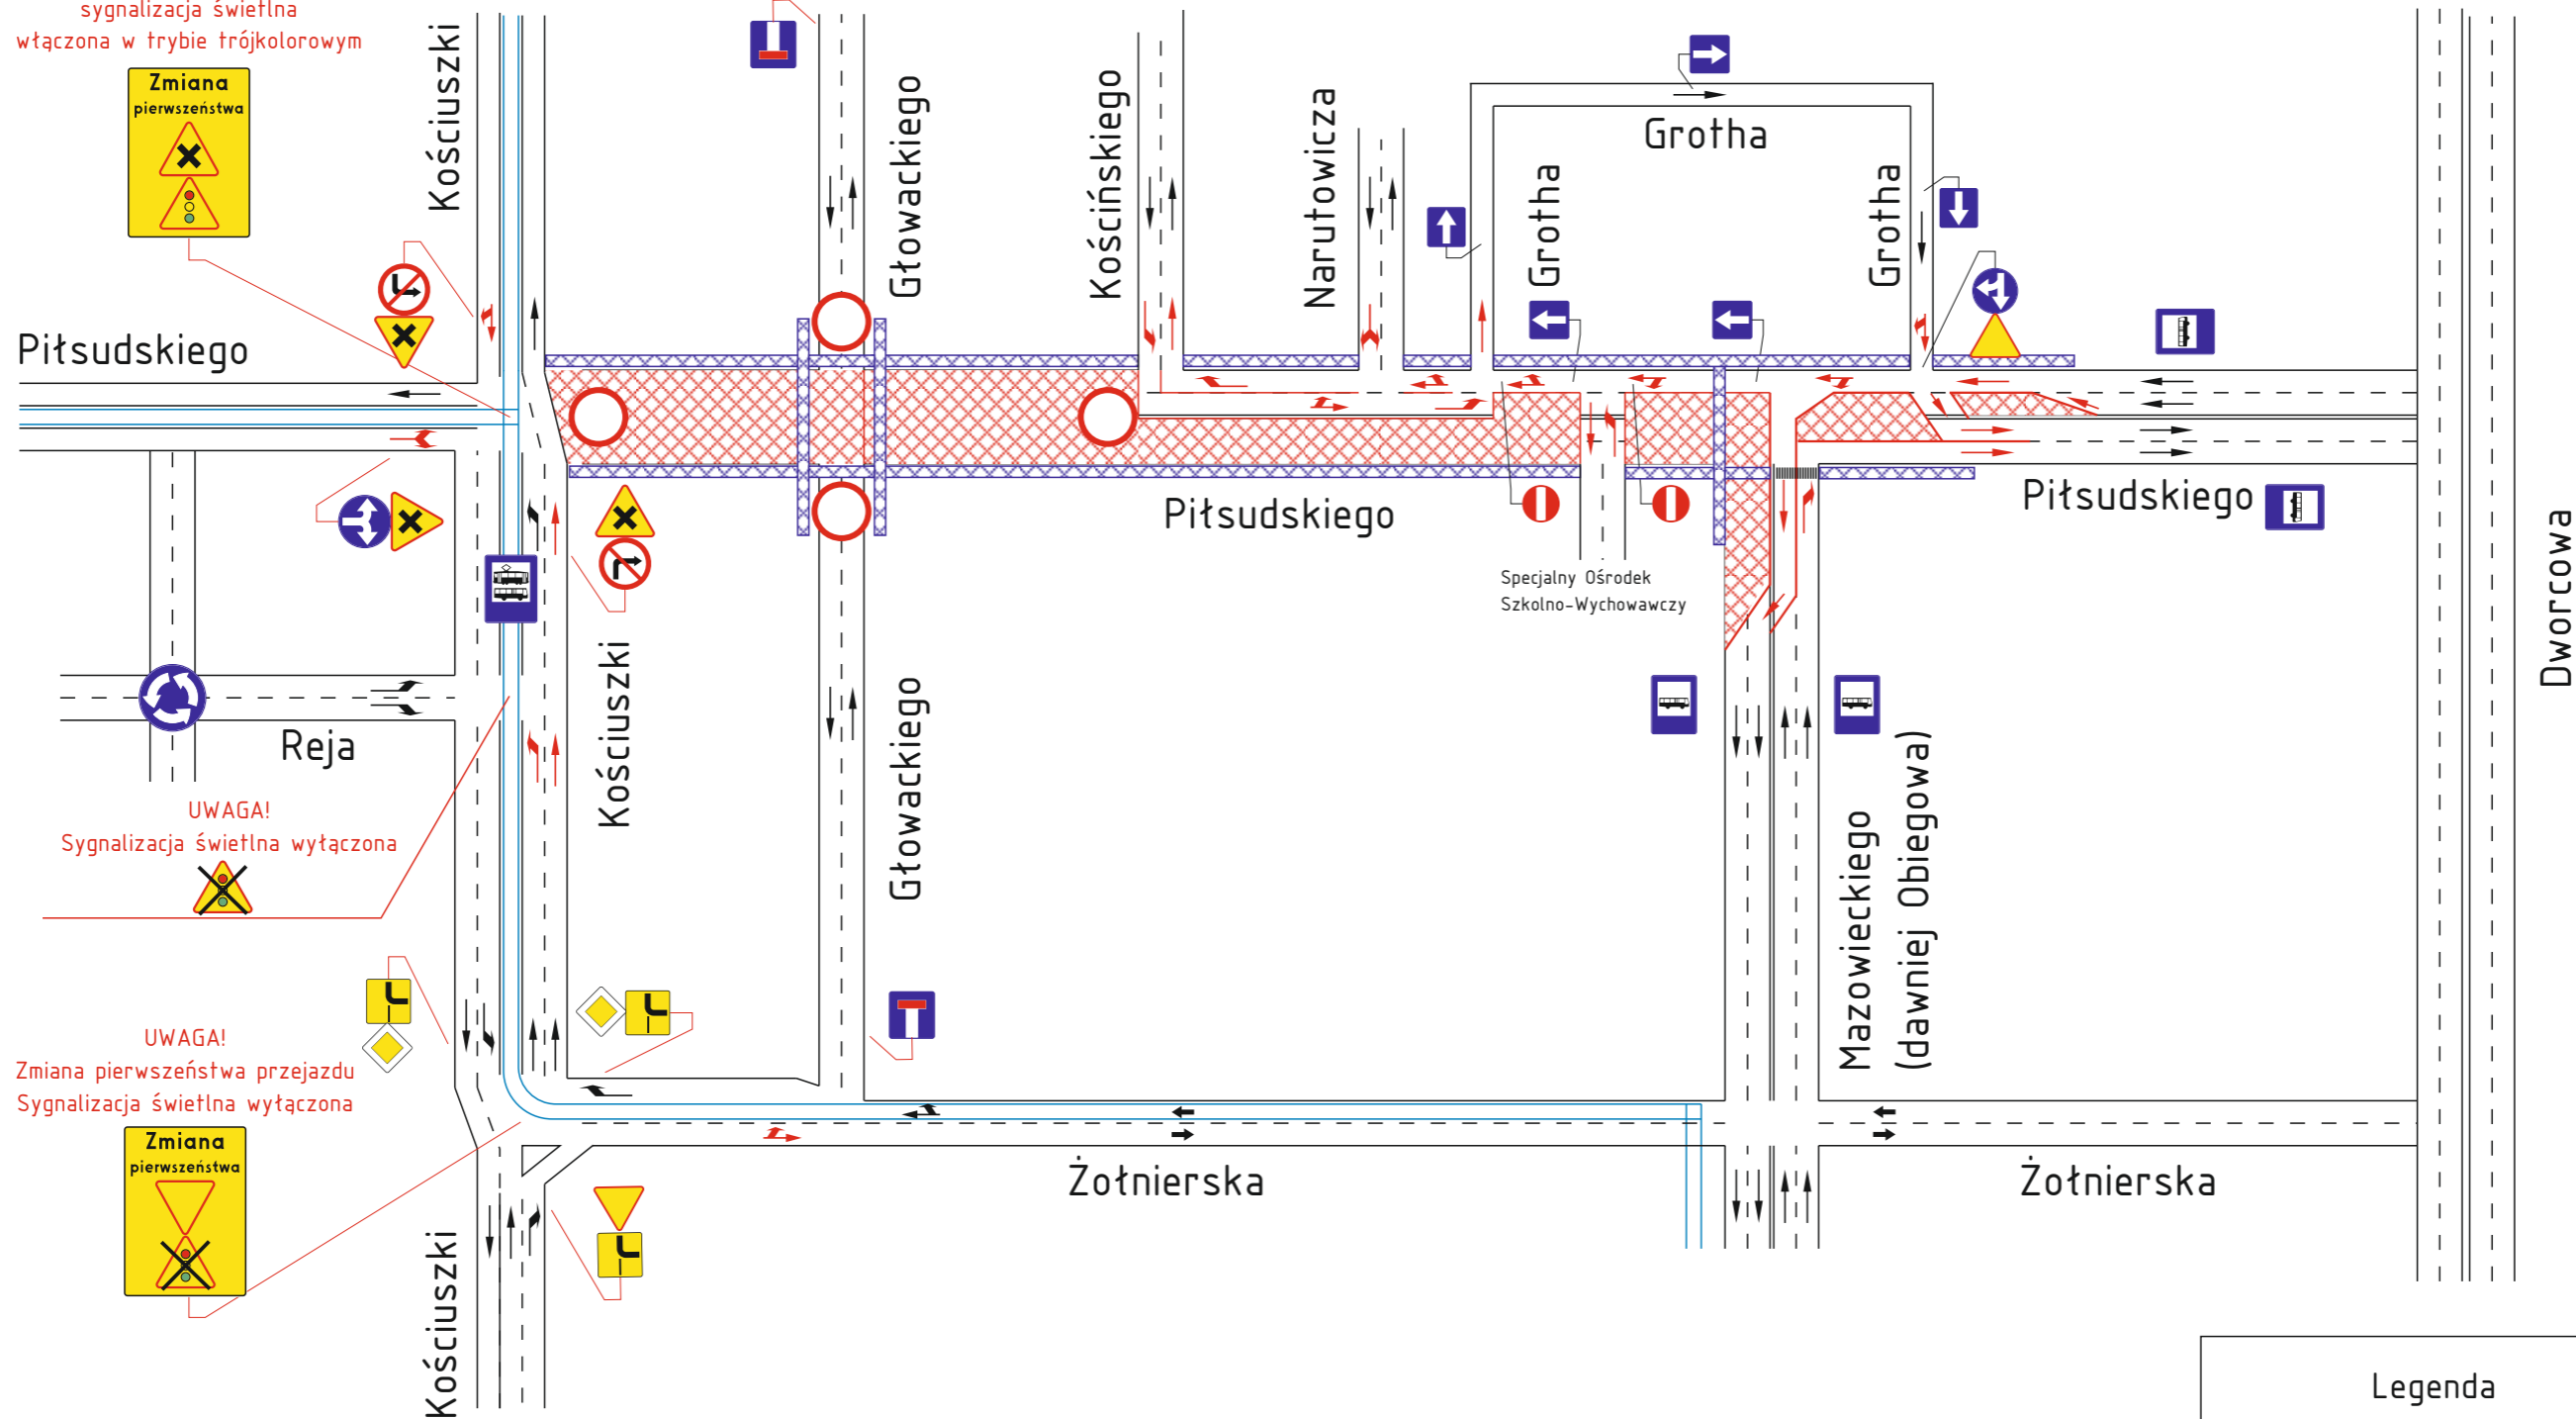 sygnalizacja świetlna
włączona w trybie trójkolorowym
Zmiana
pierwszeństwa
Kościuszki
Głowackiego
Kościńskiego
Narutowicza
Grotha
Grotha
Grotha
Piłsudskiego
Piłsudskiego
Piłsudskiego
Dworcowa
Specjalny Ośrodek
Szkolno-Wychowawczy
Reja
Kościuszki
Głowackiego
Mazowieckiego
(dawniej Obiegowa)
UWAGA!
Sygnalizacja świetlna wyłączona
UWAGA!
Zmiana pierwszeństwa przejazdu
Sygnalizacja świetlna wyłączona
Zmiana
pierwszeństwa
Żołnierska
Żołnierska
Kościuszki
Legenda